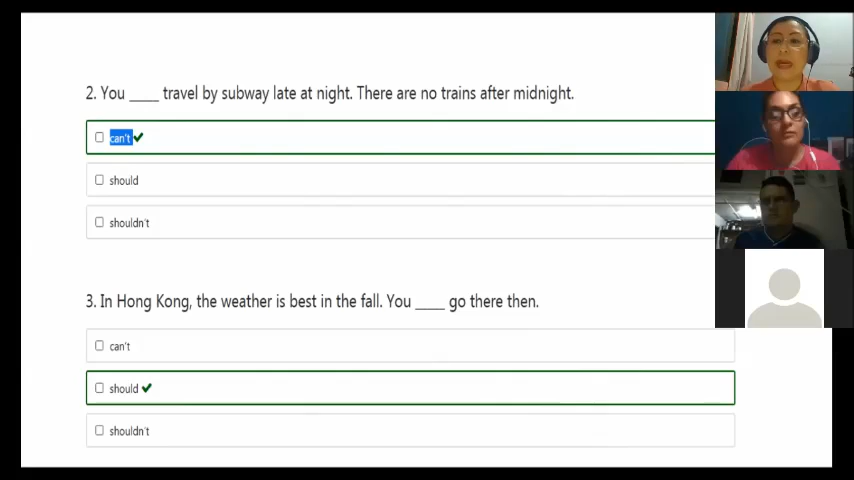 2. You ____ travel by subway late at night. There are no trains after midnight.
can't
should
shouldn't
3. In Hong Kong, the weather is best in the fall. You ____ go there then.
can't
should
shouldn't